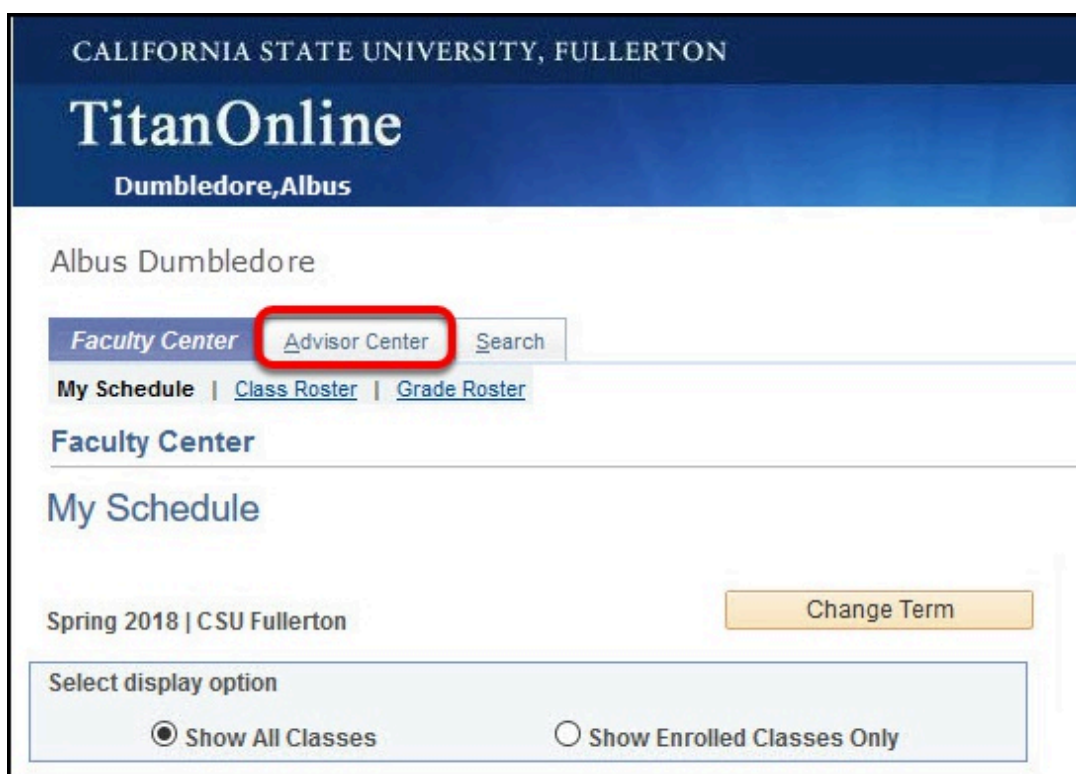 CALIFORNIA STATE UNIVERSITY, FULLERTON
TitanOnline
Dumbledore,Albus
Albus Dumbledore
Faculty Center Advisor Center Search
My Schedule | Class Roster | Grade Roster
Faculty Center
My Schedule
Spring 2018 | CSU Fullerton Change Term
Select display option
Show All Classes Show Enrolled Classes Only